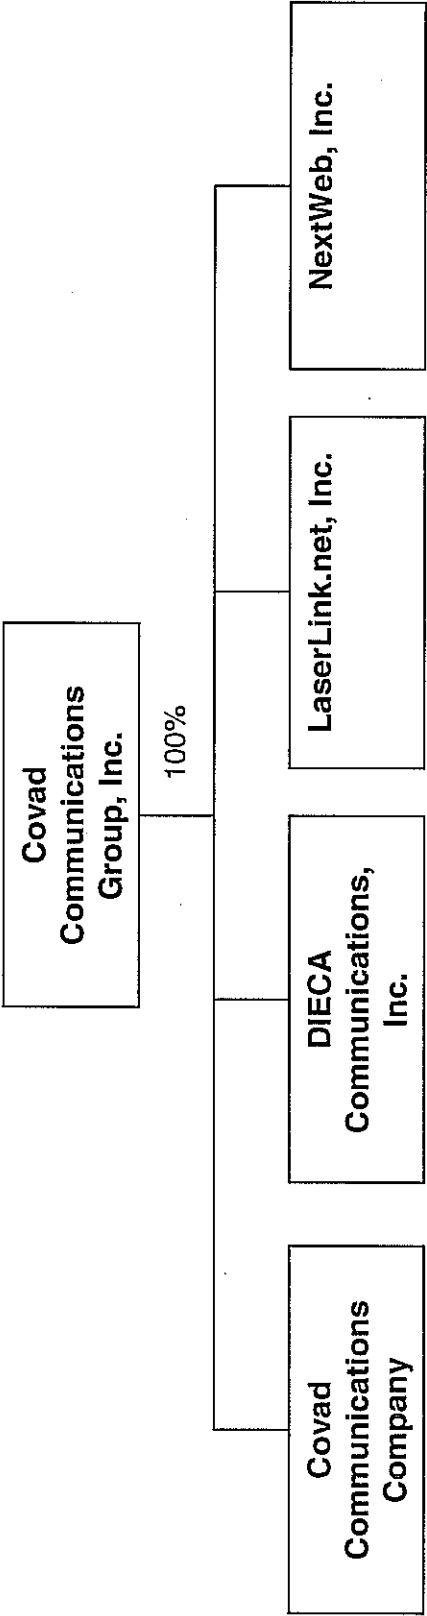 Covad
Communications
Group, Inc.
100%
Covad
Communications
Company
DIECA
Communications,
Inc.
LaserLink.net, Inc.
NextWeb, Inc.